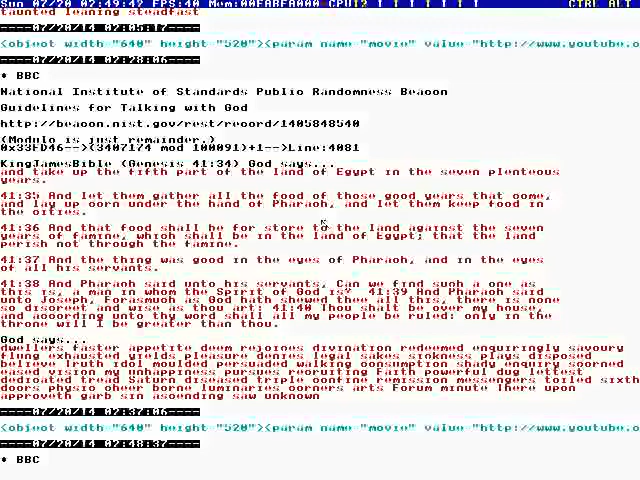 Sun 07/20 02:49:42 FPS:40 Mem:00FABFA000 CPU12 CTRL ALT
taunted leaning steadfast
----07/20/14 02:05:17----
<object width "640" height "520"><param name "movie" value "http://www.youtube.o
----07/20/14 02:28:06----
• BBC
National Institute of Standards Public Randomness Beacon
Guidelines for Talking with God
http://beacon.nist.gov/rest/record/1405848540
(Modulo is just remainder.)
0x33FD46-->(3407174 mod 100091)+1-->Line:4081
KingJamesBible (Genesis 41:34) God says...
and take up the fifth part of the land of Egypt in the seven plenteous
years.
41:35 And let them gather all the food of those good years that come,
and lay up corn under the hand of Pharaoh, and let them keep food in
the cities.
41:36 And that food shall be for store to the land against the seven
years of famine, which shall be in the land of Egypt; that the land
perish not through the famine.
41:37 And the thing was good in the eyes of Pharaoh, and in the eyes
of all his servants.
41:38 And Pharaoh said unto his servants, Can we find such a one as
this is, a man in whom the Spirit of God is? 41:39 And Pharaoh said
unto Joseph, Forasmuch as God hath shewed thee all this, there is none
so discreet and wise as thou art: 41:40 Thou shalt be over my house,
and according unto thy word shall all my people be ruled: only in the
throne will I be greater than thou.
God says...
dwellers faster appetite deem rejoices divination redeemed enquiringly savoury
flung exhausted yields pleasure denies legal sakes sickness plays disposed
believe Truth idol moulded persuaded walking consumption shady enquiry scorned
eased vision my unhappiness pursues recruiting Faith powerful dug lettest
dedicated tread Saturn diseased triple confine remission messengers toiled sixth
doors physic cheer borne luminaries corners arts Forum minute There upon
approveth garb sin ascending saw unknown
----07/20/14 02:37:06----
<object width "640" height "520"><param name "movie" value "http://www.youtube.o
----07/20/14 02:48:37----
• BBC